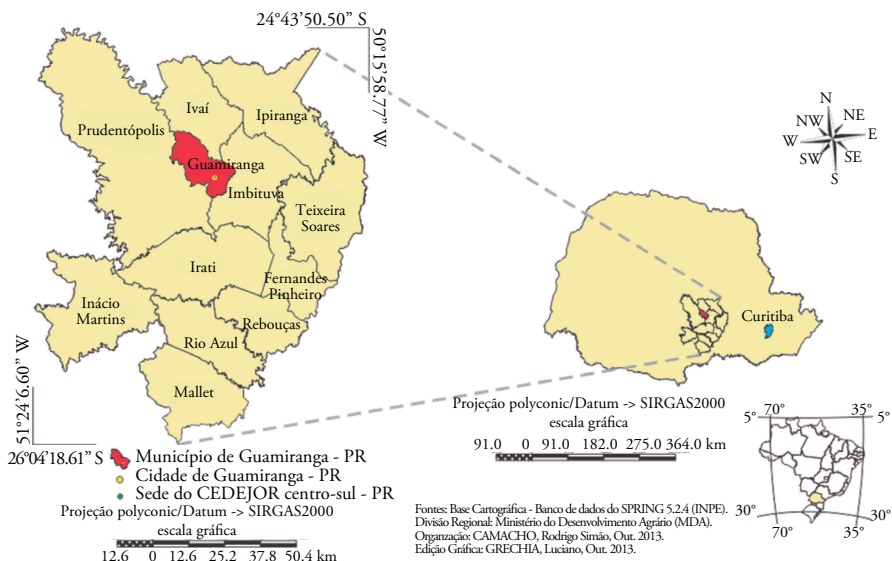 24°43'50.50" S
50°15'58.77" W
Ivaí
Ipiranga
Prudentópolis
Guamiranga
Imbituva
Teixeira
Soares
Irati
Fernandes
Pinheiro
Inácio
Martins
Rebouças
Rio Azul
Mallet
51°24'6.60" W
26°04'18.61" S
Município de Guamiranga - PR
Cidade de Guamiranga - PR
Sede do CEDEJOR centro-sul - PR
Projeção polyconic/Datum -> SIRGAS2000
escala gráfica
12.6 0 12.6 25.2 37.8 50.4 km
N
NW NE
W E
SW SE
S
Curitiba
Projeção polyconic/Datum -> SIRGAS2000
escala gráfica
91.0 0 91.0 182.0 275.0 364.0 km
70° 35°
5° 5°
30° 30°
70° 35°
Fontes: Base Cartográfica - Banco de dados do SPRING 5.2.4 (INPE).
Divisão Regional: Ministério do Desenvolvimento Agrário (MDA).
Organzação: CAMACHO, Rodrigo Simão, Out. 2013.
Edição Gráfica: GRECHIA, Luciano, Out. 2013.